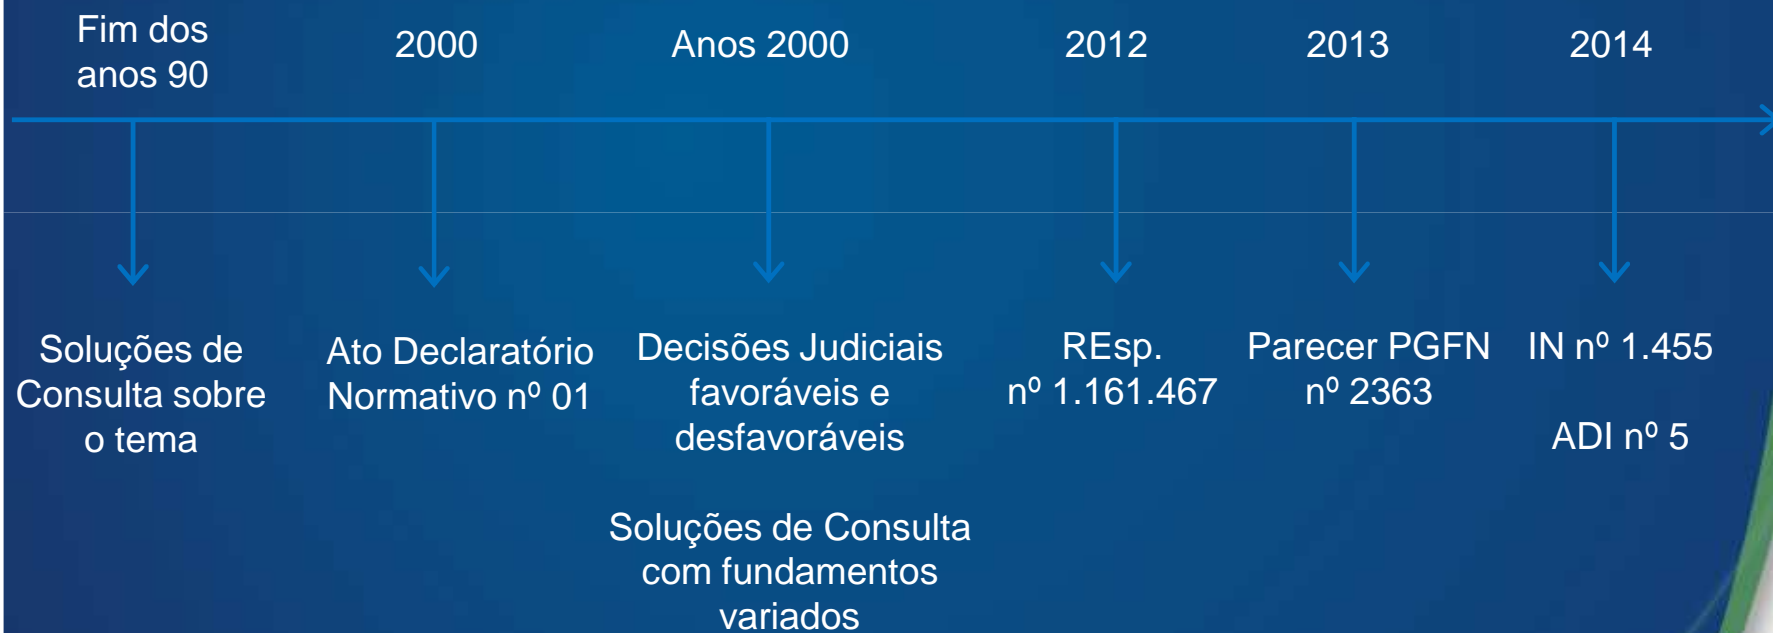 Fim dos
anos 90
2000
Anos 2000
2012
2013
2014
Soluções de
Consulta sobre
o tema
Ato Declaratório
Normativo nº 01
Decisões Judiciais
favoráveis e
desfavoráveis
Soluções de Consulta
com fundamentos
variados
REsp.
nº 1.161.467
Parecer PGFN
nº 2363
IN nº 1.455
ADI nº 5